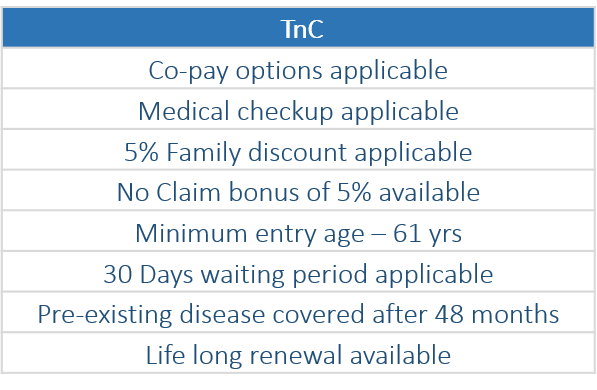 TnC
Co-pay options applicable
Medical checkup applicable
5% Family discount applicable
No Claim bonus of 5% available
Minimum entry age – 61 yrs
30 Days waiting period applicable
Pre-existing disease covered after 48 months
Life long renewal available